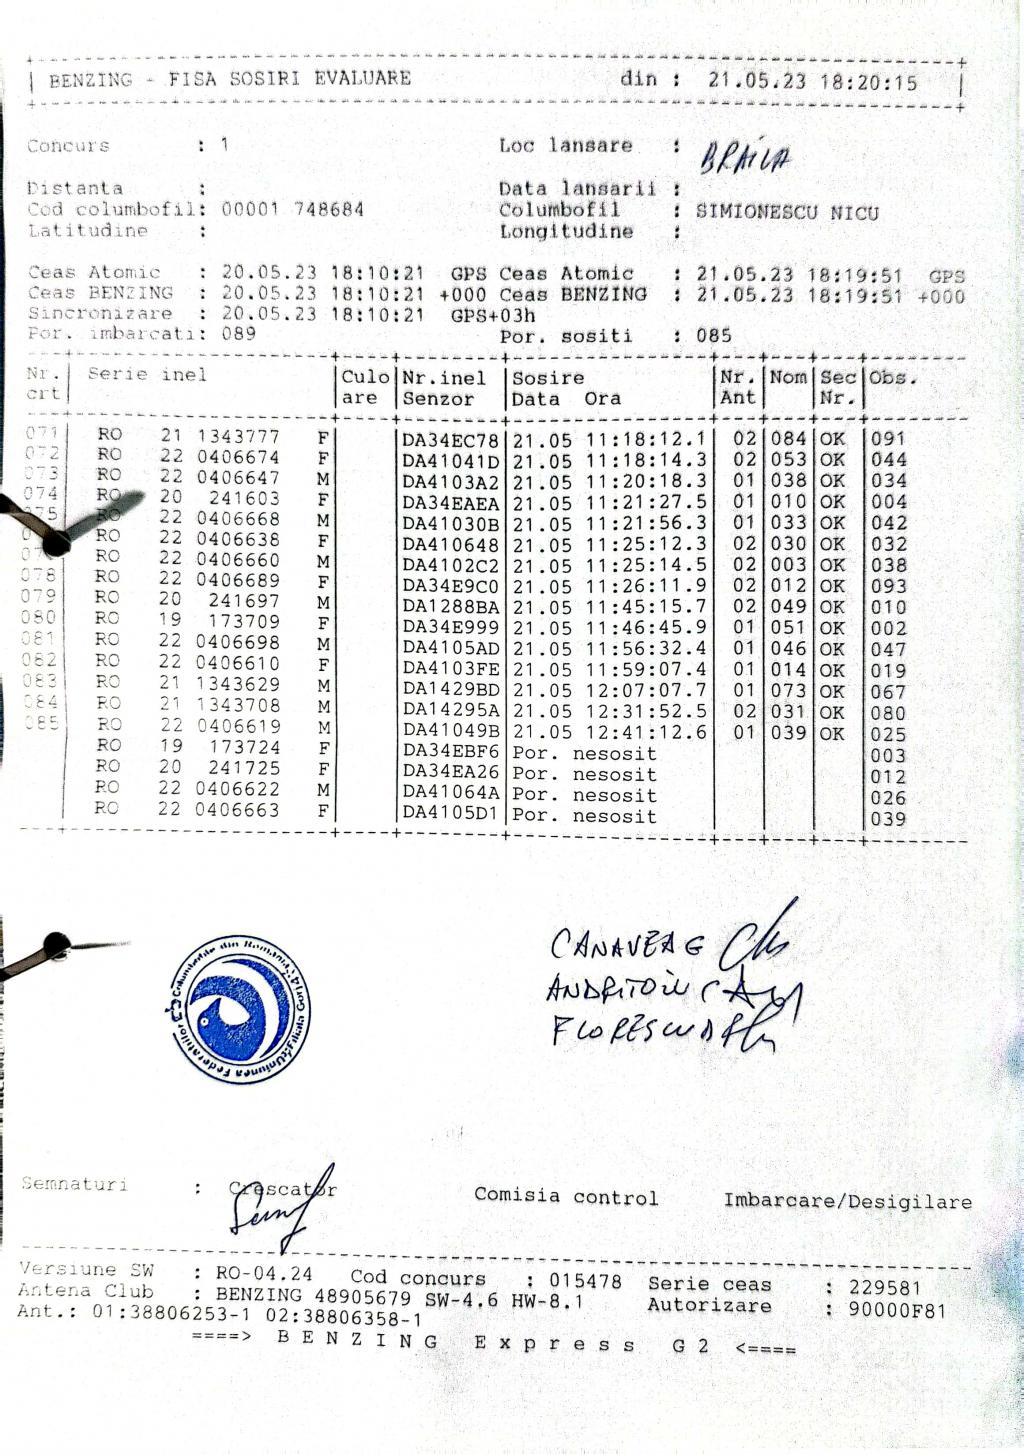 BENZING - FISA SOSIRI EVALUARE din : 21.05.23 18:20:15
Concurs : 1 Loc lansare : BRAILA
Distanta : Data lansarii :
Cod columbofil: 00001 748684 Columbofil : SIMIONESCU NICU
Latitudine : Longitudine :
Ceas Atomic : 20.05.23 18:10:21 GPS Ceas Atomic : 21.05.23 18:19:51 GPS
Ceas BENZING : 20.05.23 18:10:21 +000 Ceas BENZING : 21.05.23 18:19:51 +000
Sincronizare : 20.05.23 18:10:21 GPS+03h
Por. imbarcati: 089 Por. sositi : 085
Nr. Serie inel Culo Nr.inel Sosire Nr. Nom Sec Obs.
crt are Senzor Data Ora Ant Nr.
071 RO 21 1343777 F DA34EC78 21.05 11:18:12.1 02 084 OK 091
072 RO 22 0406674 F DA41041D 21.05 11:18:14.3 02 053 OK 044
073 RO 22 0406647 M DA4103A2 21.05 11:20:18.3 01 038 OK 034
074 RO 20 241603 F DA34EAEA 21.05 11:21:27.5 01 010 OK 004
075 RO 22 0406668 M DA41030B 21.05 11:21:56.3 01 033 OK 042
RO 22 0406638 F DA410648 21.05 11:25:12.3 02 030 OK 032
RO 22 0406660 M DA4102C2 21.05 11:25:14.5 02 003 OK 038
078 RO 22 0406689 F DA34E9C0 21.05 11:26:11.9 02 012 OK 093
079 RO 20 241697 M DA1288BA 21.05 11:45:15.7 02 049 OK 010
080 RO 19 173709 F DA34E999 21.05 11:46:45.9 01 051 OK 002
081 RO 22 0406698 M DA4105AD 21.05 11:56:32.4 01 046 OK 047
082 RO 22 0406610 F DA4103FE 21.05 11:59:07.4 01 014 OK 019
083 RO 21 1343629 M DA1429BD 21.05 12:07:07.7 01 073 OK 067
084 RO 21 1343708 M DA14295A 21.05 12:31:52.5 02 031 OK 080
085 RO 22 0406619 M DA41049B 21.05 12:41:12.6 01 039 OK 025
RO 19 173724 F DA34EBF6 Por. nesosit 003
RO 20 241725 F DA34EA26 Por. nesosit 012
RO 22 0406622 M DA41064A Por. nesosit 026
RO 22 0406663 F DA4105D1 Por. nesosit 039
CANAVEA G
Uniunea Federatiilor Columbofile din Romania
Semnaturi : Crescator Comisia control Imbarcare/Desigilare
Versiune SW : RO-04.24 Cod concurs : 015478 Serie ceas : 229581
Antena Club : BENZING 48905679 SW-4.6 HW-8.1 Autorizare : 90000F81
Ant.: 01:38806253-1 02:38806358-1
====> B E N Z I N G E x p r e s s G 2 <====